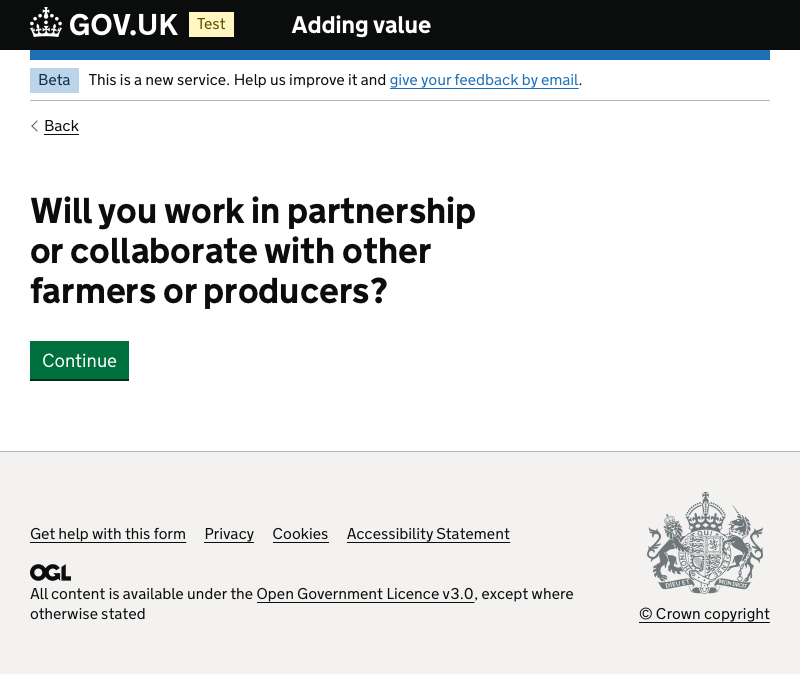 GOV.UK Test Adding value
Beta This is a new service. Help us improve it and give your feedback by email.
Back
Will you work in partnership
or collaborate with other
farmers or producers?
Continue
Get help with this form Privacy Cookies Accessibility Statement
OGL
All content is available under the Open Government Licence v3.0, except where
otherwise stated
© Crown copyright